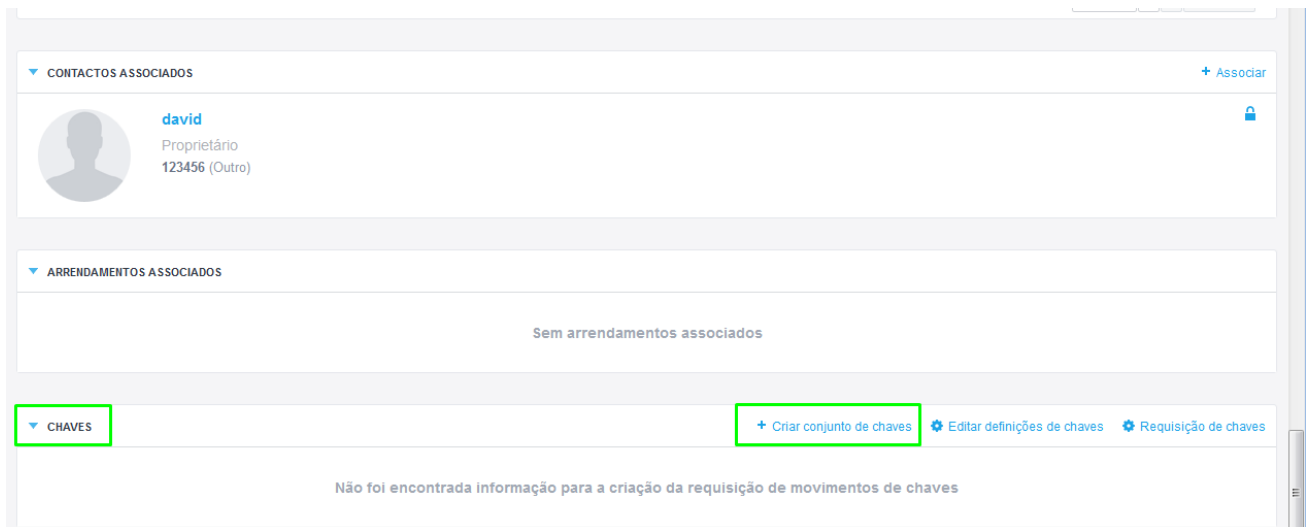 CONTACTOS ASSOCIADOS
+ Associar
david
Proprietário
123456 (Outro)
ARRENDAMENTOS ASSOCIADOS
Sem arrendamentos associados
CHAVES
+ Criar conjunto de chaves
Editar definições de chaves
Requisição de chaves
Não foi encontrada informação para a criação da requisição de movimentos de chaves